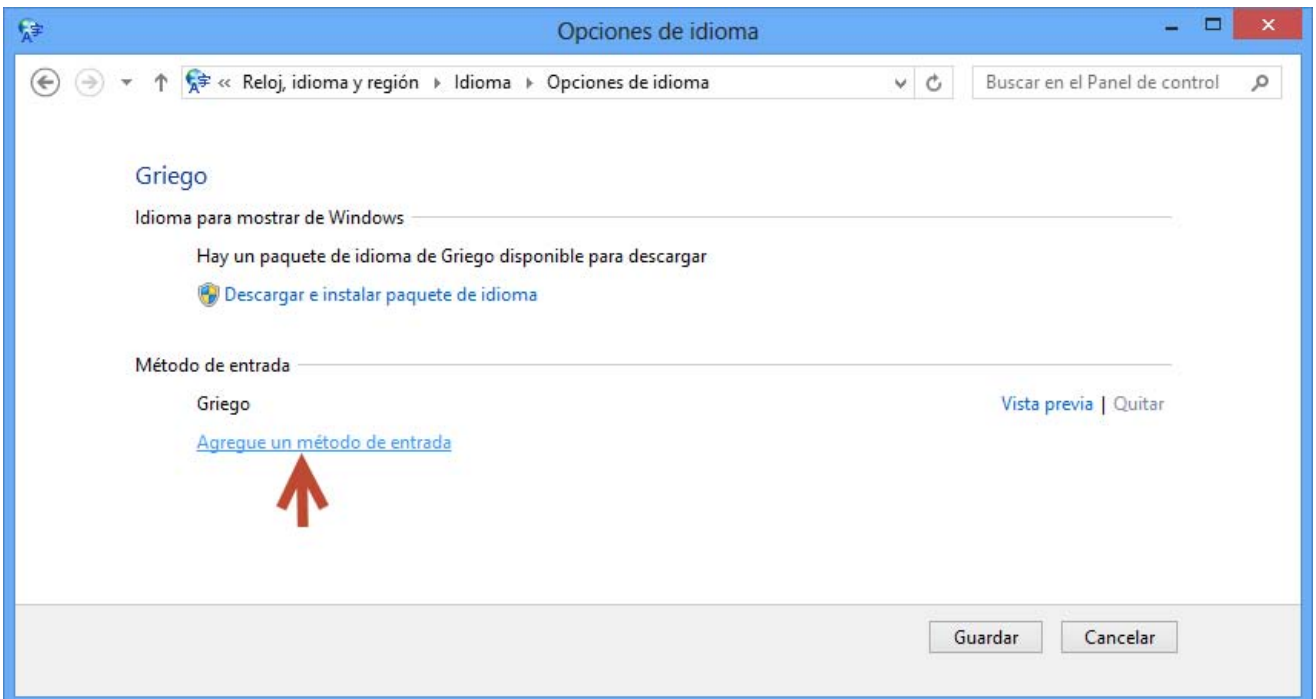 Opciones de idioma
« Reloj, idioma y región Idioma Opciones de idioma Buscar en el Panel de control
Griego
Idioma para mostrar de Windows
Hay un paquete de idioma de Griego disponible para descargar
Descargar e instalar paquete de idioma
Método de entrada
Griego Vista previa | Quitar
Agregue un método de entrada
Guardar Cancelar